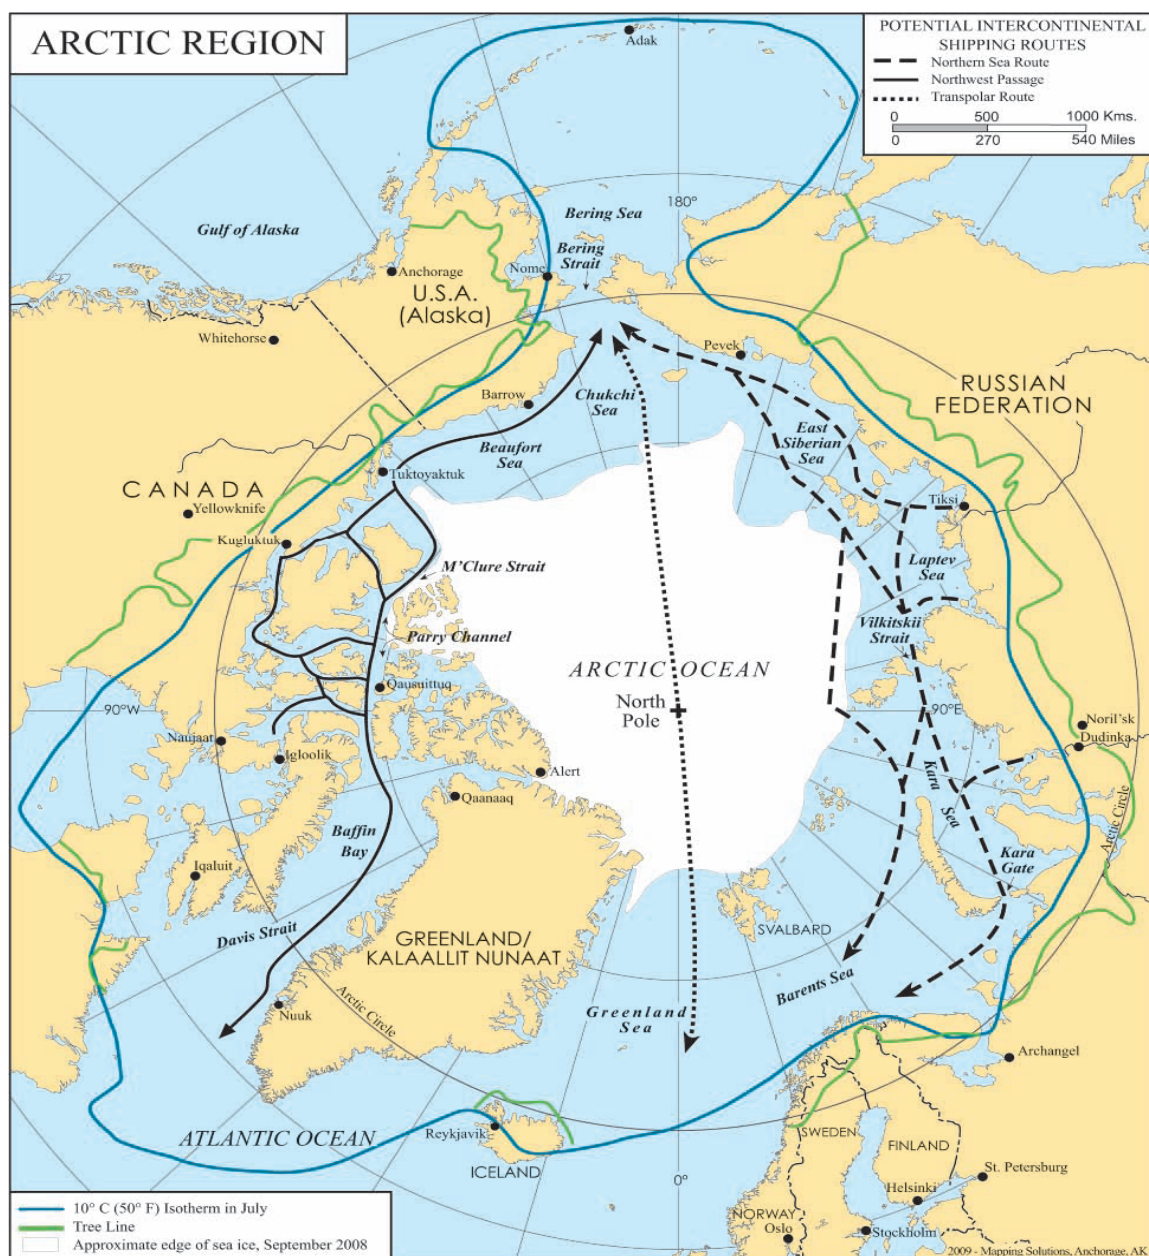 ARCTIC REGION
POTENTIAL INTERCONTINENTAL
SHIPPING ROUTES
Northern Sea Route
Northwest Passage
Transpolar Route
0 500 1000 Kms.
0 270 540 Miles
Adak
180°
Bering Sea
Gulf of Alaska
Bering
Strait
Anchorage
Nome
U.S.A.
(Alaska)
Whitehorse
Pevek
RUSSIAN
FEDERATION
Barrow
Chukchi
Sea
East
Siberian
Sea
Beaufort
Sea
Tuktoyaktuk
CANADA
Yellowknife
Tiksi
Kugluktuk
Laptev
Sea
M'Clure Strait
Vilkitskii
Strait
Parry Channel
ARCTIC OCEAN
Qausuittuq
North
Pole
90°W
90°E
Noril'sk
Dudinka
Naujaat
Igloolik
Alert
Kara
Sea
Qaanaaq
Arctic Circle
Baffin
Bay
Kara
Gate
Iqaluit
Davis Strait
SVALBARD
GREENLAND/
KALAALLIT NUNAAT
Barents Sea
Arctic Circle
Nuuk
Greenland
Sea
Archangel
ATLANTIC OCEAN
Reykjavik
ICELAND
SWEDEN
FINLAND
0°
St. Petersburg
Helsinki
NORWAY
Oslo
Stockholm
10° C (50° F) Isotherm in July
Tree Line
Approximate edge of sea ice, September 2008
2009 - Mapping Solutions, Anchorage, AK